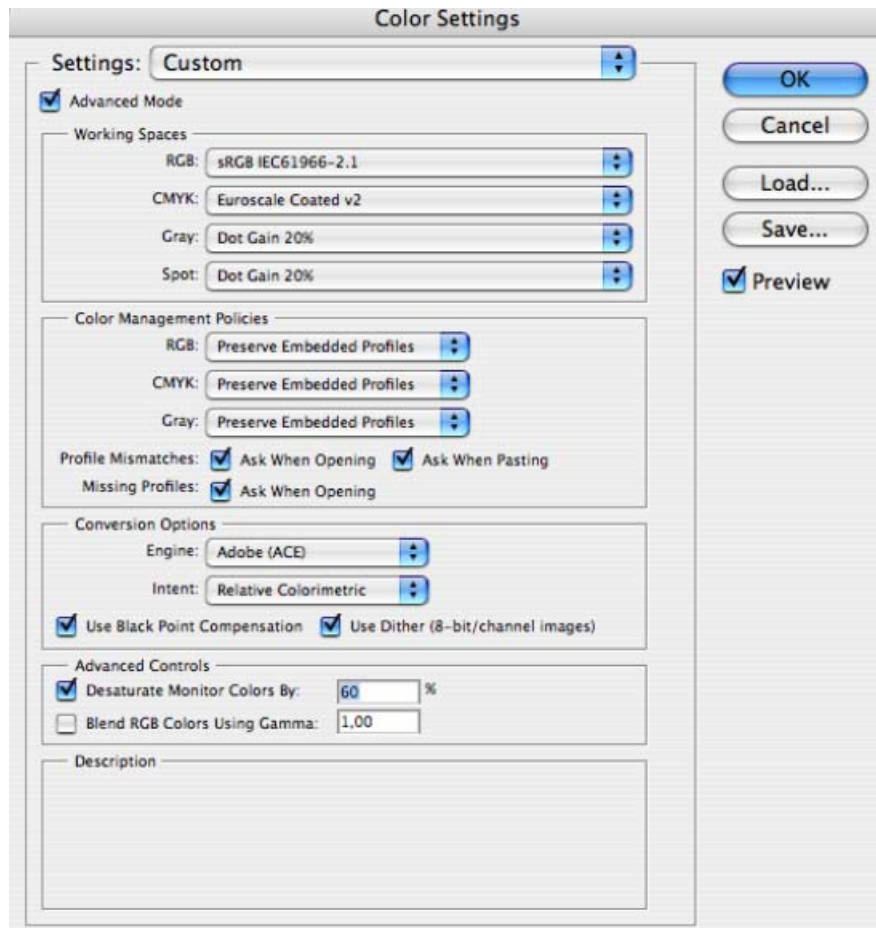 Color Settings
Settings: Custom
OK
Advanced Mode
Cancel
Working Spaces
RGB: sRGB IEC61966-2.1
Load...
CMYK: Euroscale Coated v2
Save...
Gray: Dot Gain 20%
Spot: Dot Gain 20%
Preview
Color Management Policies
RGB: Preserve Embedded Profiles
CMYK: Preserve Embedded Profiles
Gray: Preserve Embedded Profiles
Profile Mismatches: Ask When Opening Ask When Pasting
Missing Profiles: Ask When Opening
Conversion Options
Engine: Adobe (ACE)
Intent: Relative Colorimetric
Use Black Point Compensation Use Dither (8-bit/channel images)
Advanced Controls
Desaturate Monitor Colors By: 60 %
Blend RGB Colors Using Gamma: 1,00
Description